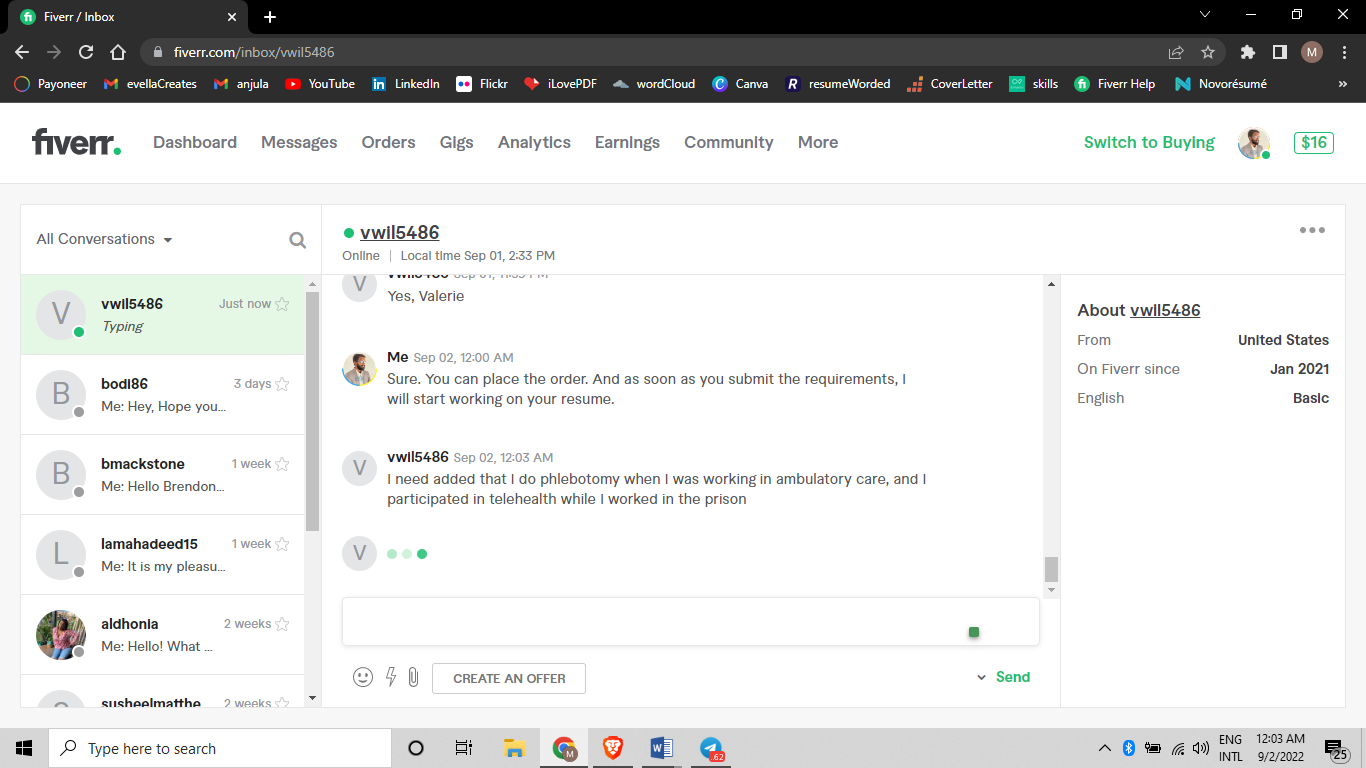 Fiverr / Inbox
fiverr.com/inbox/vwil5486
M
Payoneer
evellaCreates
anjula
YouTube
LinkedIn
Flickr
iLovePDF
wordCloud
Canva
resumeWorded
CoverLetter
skills
Fiverr Help
Novorésumé
»
fiverr.
Dashboard
Messages
Orders
Gigs
Analytics
Earnings
Community
More
Switch to Buying
$16
All Conversations
vwil5486
Online | Local time Sep 01, 2:33 PM
V
vwil5486
Just now
Typing
B
bodi86
3 days
Me: Hey, Hope you...
B
bmackstone
1 week
Me: Hello Brendon...
L
lamahadeed15
1 week
Me: It is my pleasu...
aldhonia
2 weeks
Me: Hello! What ...
susheelmatthe
2 weeks
V
Yes, Valerie
Me Sep 02, 12:00 AM
Sure. You can place the order. And as soon as you submit the requirements, I
will start working on your resume.
V
vwil5486 Sep 02, 12:03 AM
I need added that I do phlebotomy when I was working in ambulatory care, and I
participated in telehealth while I worked in the prison
V
CREATE AN OFFER
Send
About vwil5486
From United States
On Fiverr since Jan 2021
English Basic
Type here to search
M
62
ENG
INTL
12:03 AM
9/2/2022
25